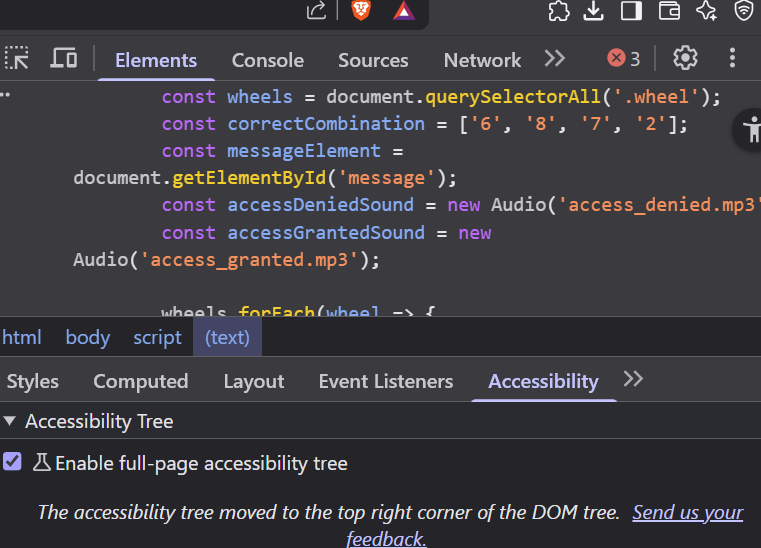 Elements Console Sources Network 3
const wheels = document.querySelectorAll('.wheel');
const correctCombination = ['6', '8', '7', '2'];
const messageElement =
document.getElementById('message');
const accessDeniedSound = new Audio('access_denied.mp3'
const accessGrantedSound = new
Audio('access_granted.mp3');
wheels.forEach(wheel => {
html body script (text)
Styles Computed Layout Event Listeners Accessibility
Accessibility Tree
Enable full-page accessibility tree
The accessibility tree moved to the top right corner of the DOM tree. Send us your
feedback.